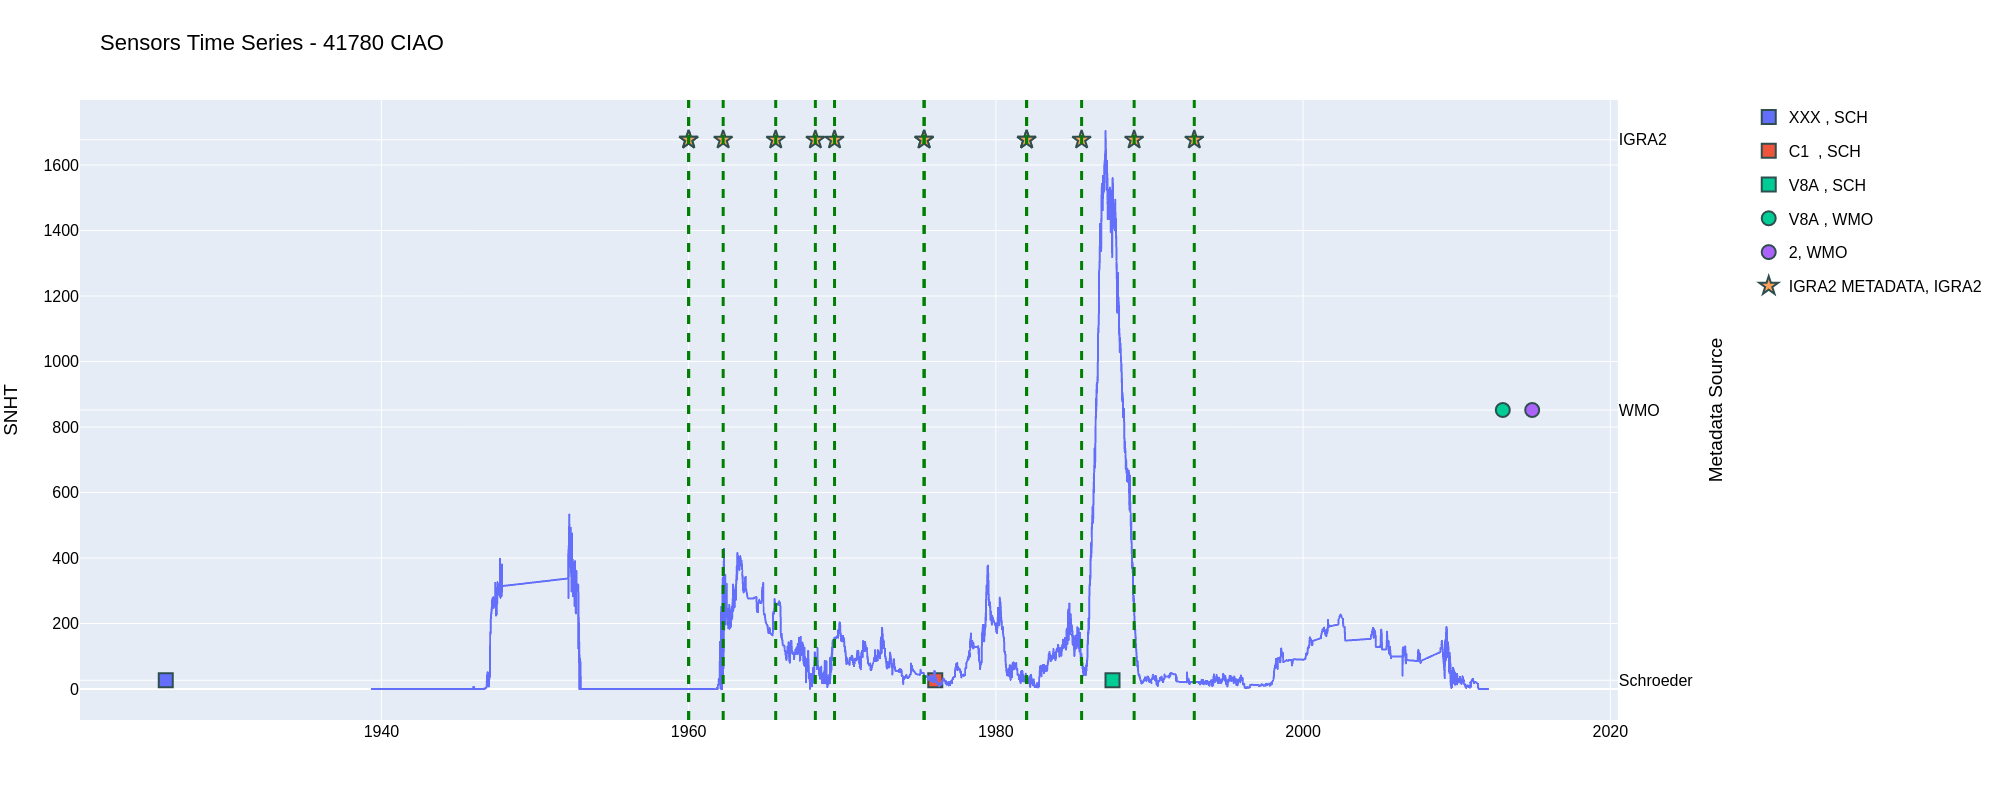 Sensors Time Series - 41780 CIAO
SNHT
1600
1400
1200
1000
800
600
400
200
0
1940
1960
1980
2000
2020
IGRA2
WMO
Schroeder
Metadata Source
XXX , SCH
C1 , SCH
V8A , SCH
V8A , WMO
2, WMO
IGRA2 METADATA, IGRA2